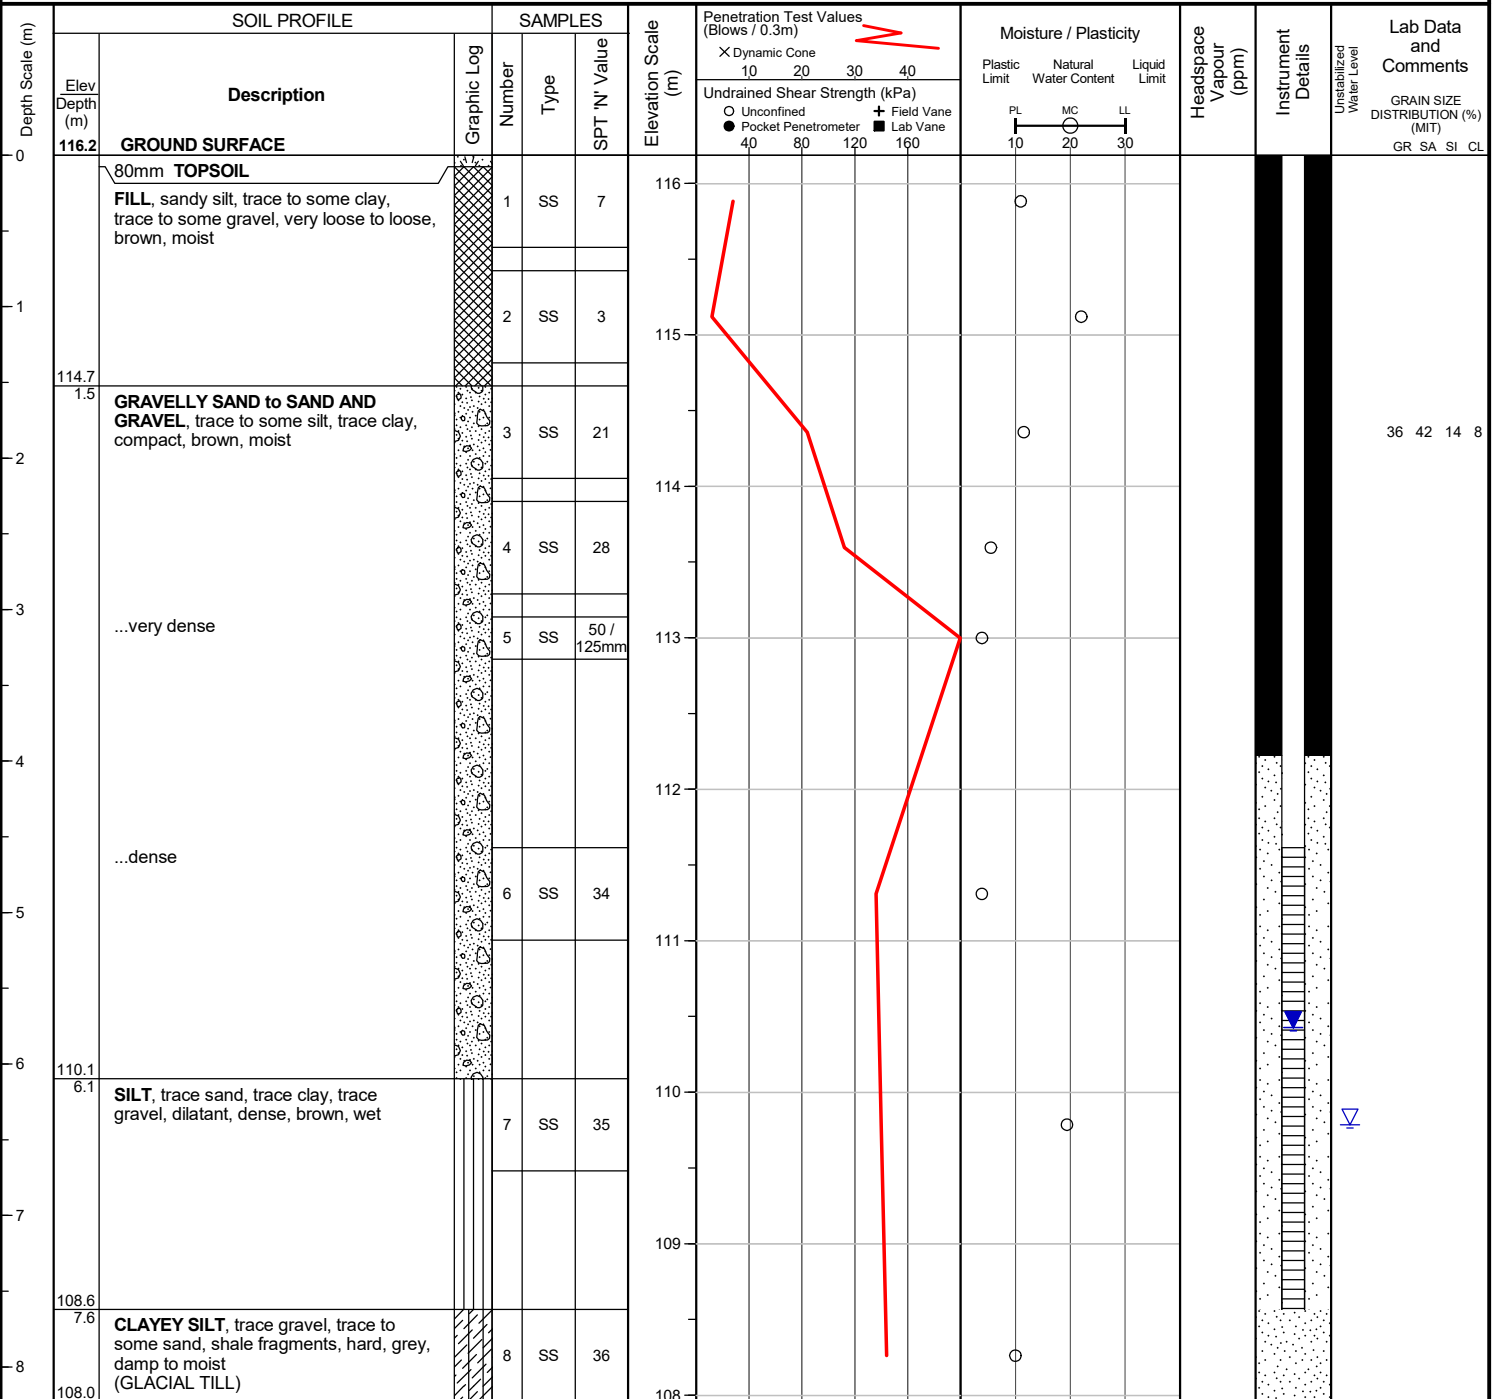 SOIL PROFILE
SAMPLES
Depth Scale (m)
Elev
Depth
(m)
Description
Graphic Log
Number
Type
SPT 'N' Value
Elevation Scale
(m)
Penetration Test Values
(Blows / 0.3m)
× Dynamic Cone
10 20 30 40
Undrained Shear Strength (kPa)
Unconfined
Field Vane
Pocket Penetrometer
Lab Vane
40 80 120 160
Moisture / Plasticity
Plastic
Limit
Natural
Water Content
Liquid
Limit
PL MC LL
10 20 30
Headspace
Vapour
(ppm)
Instrument
Details
Unstabilized
Water Level
Lab Data
and
Comments
GRAIN SIZE
DISTRIBUTION (%)
(MIT)
GR SA SI CL
116.2 GROUND SURFACE
0
80mm TOPSOIL
116
FILL, sandy silt, trace to some clay,
trace to some gravel, very loose to loose,
brown, moist
1 SS 7
1
2 SS 3
115
114.7
1.5
GRAVELLY SAND to SAND AND
GRAVEL, trace to some silt, trace clay,
compact, brown, moist
3 SS 21
36 42 14 8
2
114
4 SS 28
3
...very dense
5 SS 50 /
125mm
113
4
112
...dense
6 SS 34
5
111
6
110.1
6.1
SILT, trace sand, trace clay, trace
gravel, dilatant, dense, brown, wet
110
7 SS 35
7
109
108.6
7.6
CLAYEY SILT, trace gravel, trace to
some sand, shale fragments, hard, grey,
damp to moist
(GLACIAL TILL)
8 SS 36
8
108.0
108